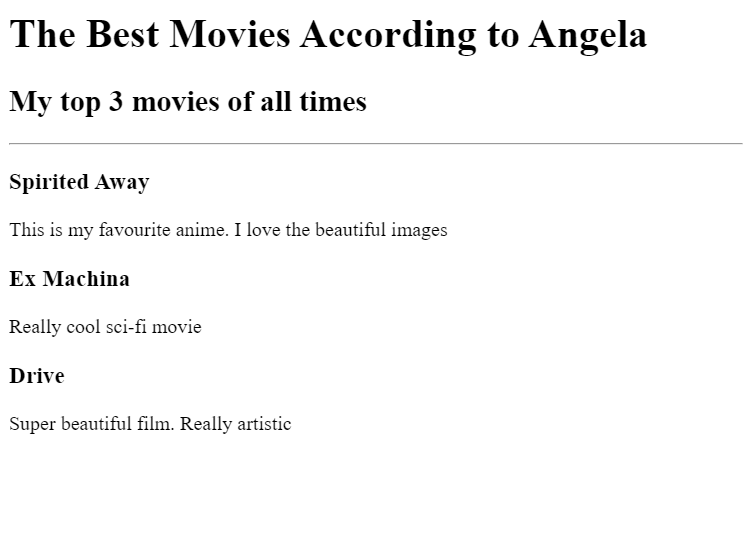 The Best Movies According to Angela
My top 3 movies of all times
Spirited Away
This is my favourite anime. I love the beautiful images
Ex Machina
Really cool sci-fi movie
Drive
Super beautiful film. Really artistic